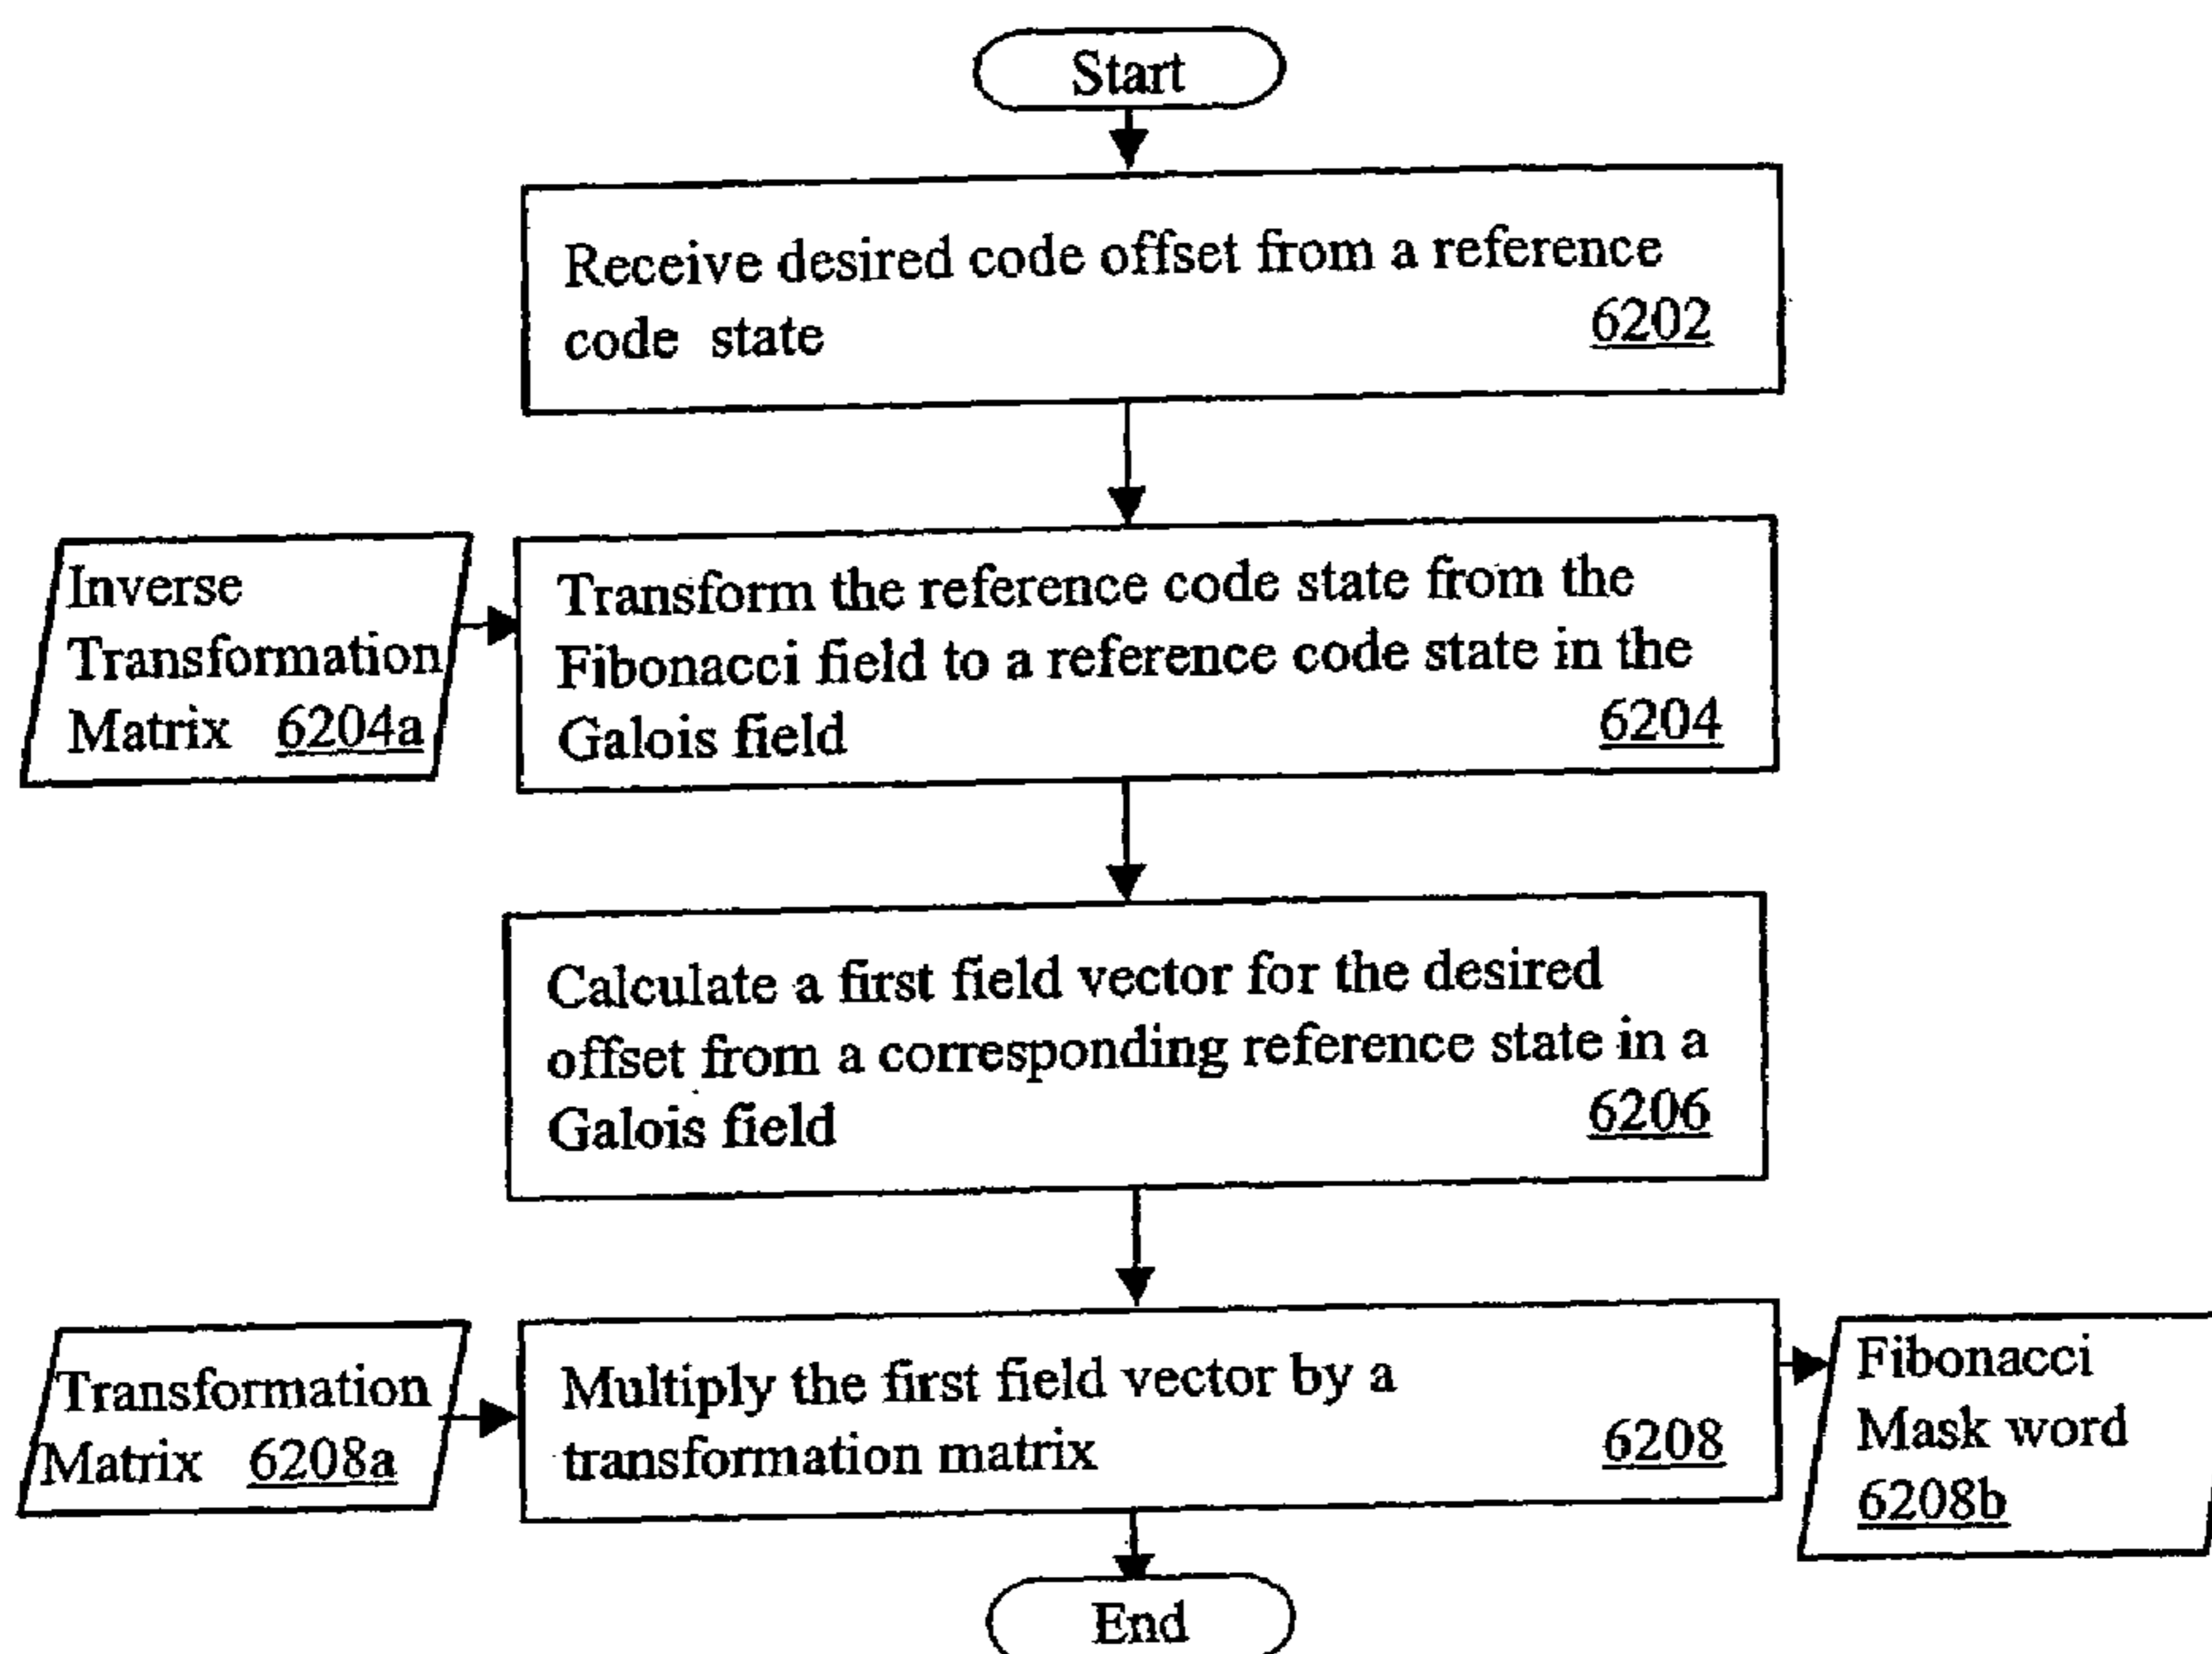 Start
Receive desired code offset from a reference
code state
6202
Inverse
Transformation
Matrix 6204a
Transform the reference code state from the
Fibonacci field to a reference code state in the
Galois field
6204
Calculate a first field vector for the desired
offset from a corresponding reference state in a
Galois field
6206
Transformation
Matrix 6208a
Multiply the first field vector by a
transformation matrix
6208
Fibonacci
Mask word
6208b
End